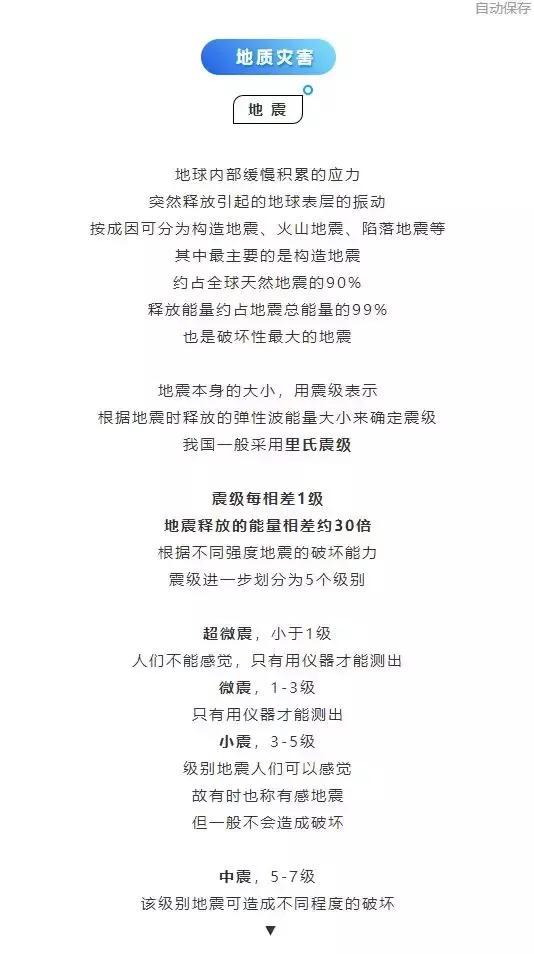 自动保存
地质灾害
地 震
地球内部缓慢积累的应力
突然释放引起的地球表层的振动
按成因可分为构造地震、火山地震、陷落地震等
其中最主要的是构造地震
约占全球天然地震的90%
释放能量约占地震总能量的99%
也是破坏性最大的地震
地震本身的大小，用震级表示
根据地震时释放的弹性波能量大小来确定震级
我国一般采用里氏震级
震级每相差1级
地震释放的能量相差约30倍
根据不同强度地震的破坏能力
震级进一步划分为5个级别
超微震，小于1级
人们不能感觉，只有用仪器才能测出
微震，1-3级
只有用仪器才能测出
小震，3-5级
级别地震人们可以感觉
故有时也称有感地震
但一般不会造成破坏
中震，5-7级
该级别地震可造成不同程度的破坏
▼